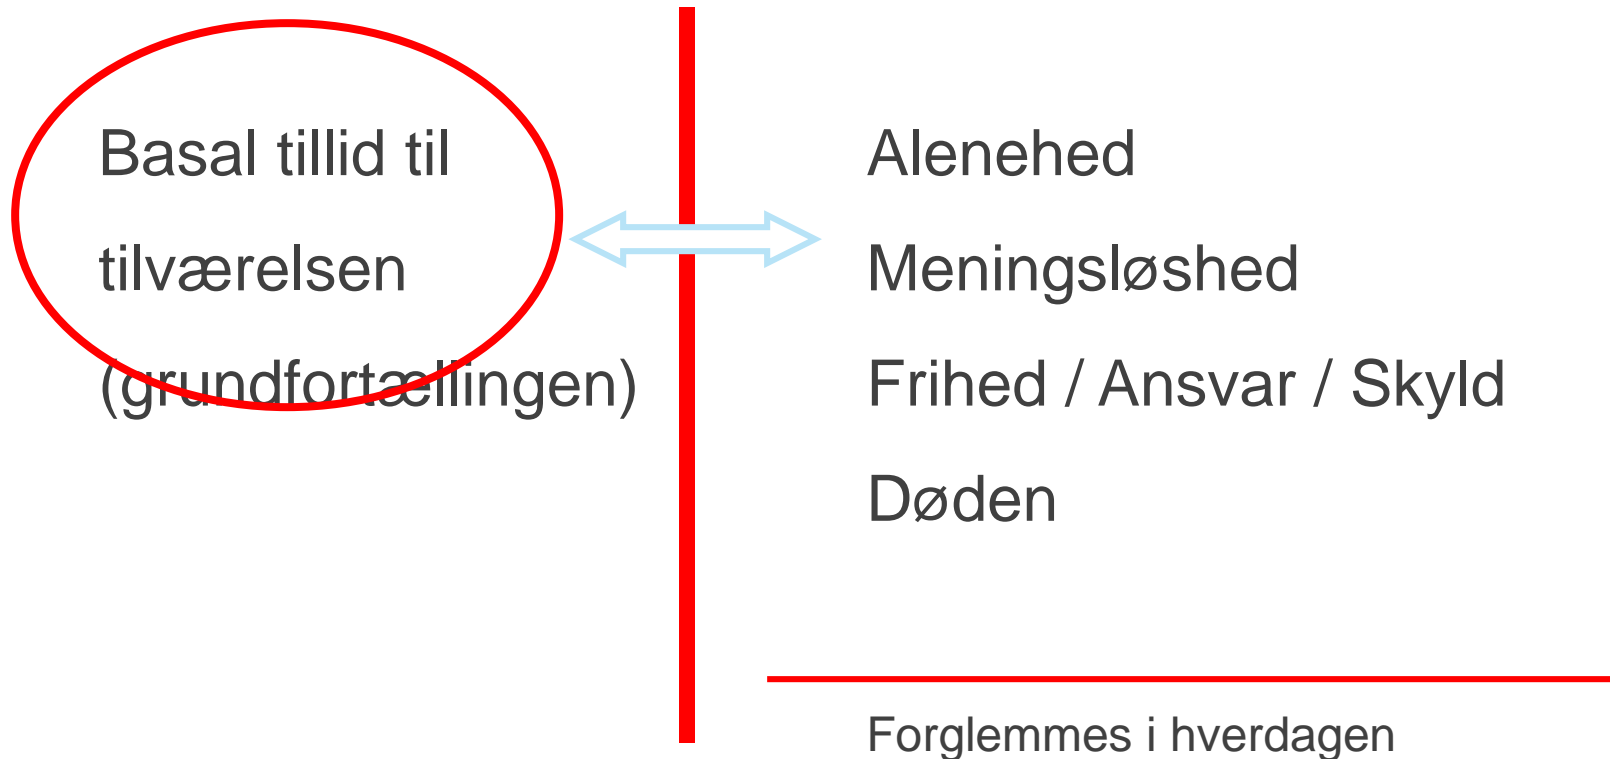 Basal tillid til
tilværelsen
(grundfortællingen)
Alenehed
Meningsløshed
Frihed / Ansvar / Skyld
Døden
Forglemmes i hverdagen